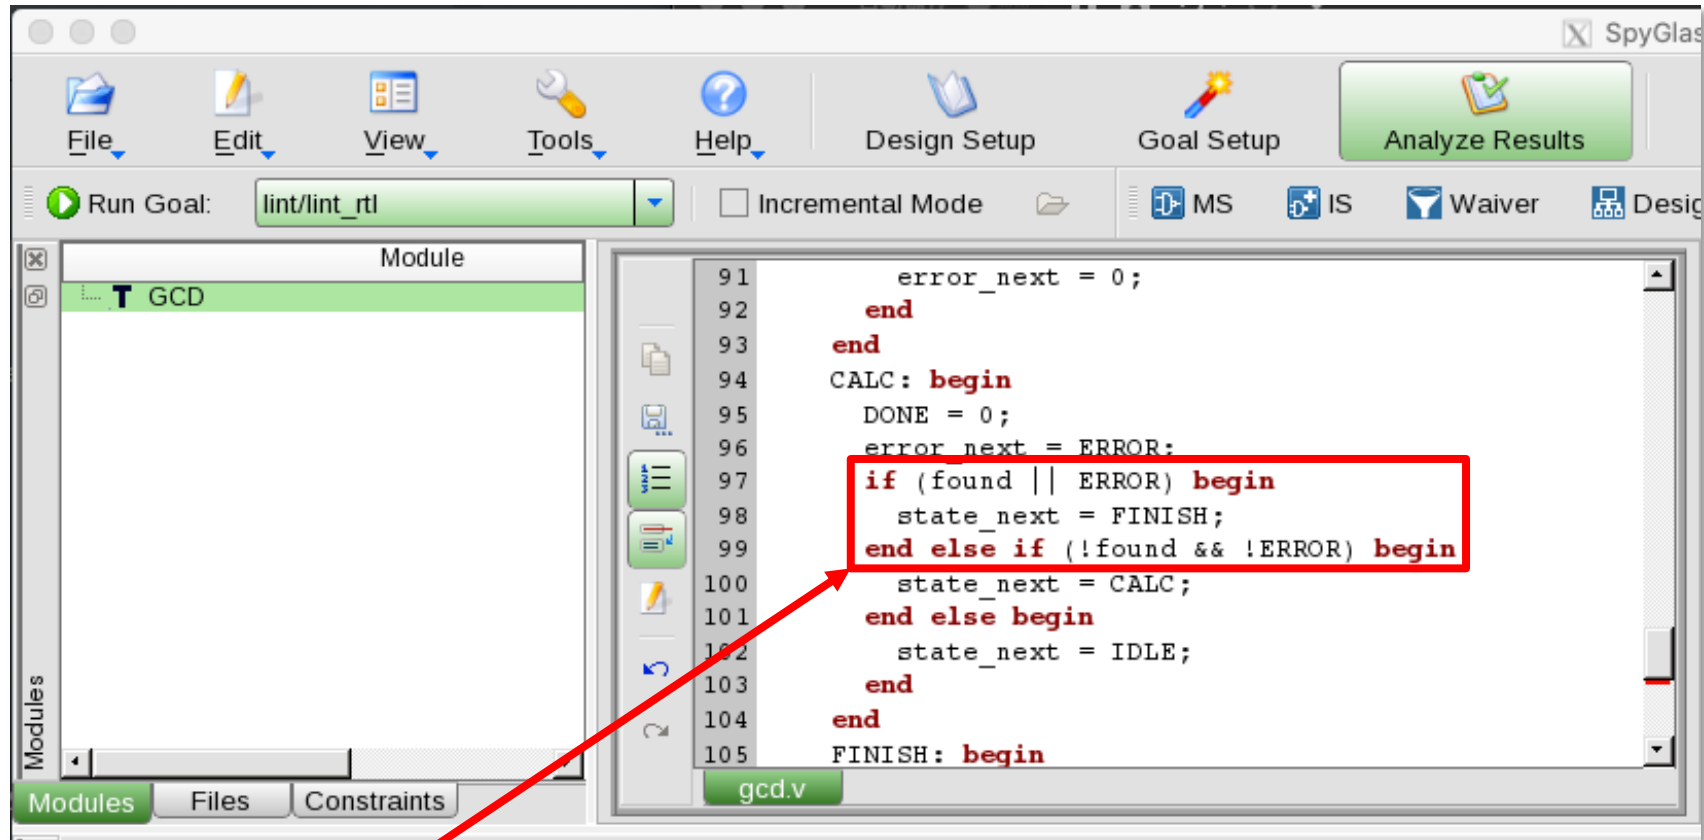 SpyGlas
File Edit View Tools Help Design Setup Goal Setup Analyze Results
Run Goal: lint/lint_rtl Incremental Mode MS IS Waiver Desig
Module
GCD
91 error_next = 0;
92 end
93 end
94 CALC: begin
95 DONE = 0;
96 error_next = ERROR;
97 if (found || ERROR) begin
98 state_next = FINISH;
99 end else if (!found && !ERROR) begin
100 state_next = CALC;
101 end else begin
102 state_next = IDLE;
103 end
104 end
105 FINISH: begin
gcd.v
Modules
Modules Files Constraints